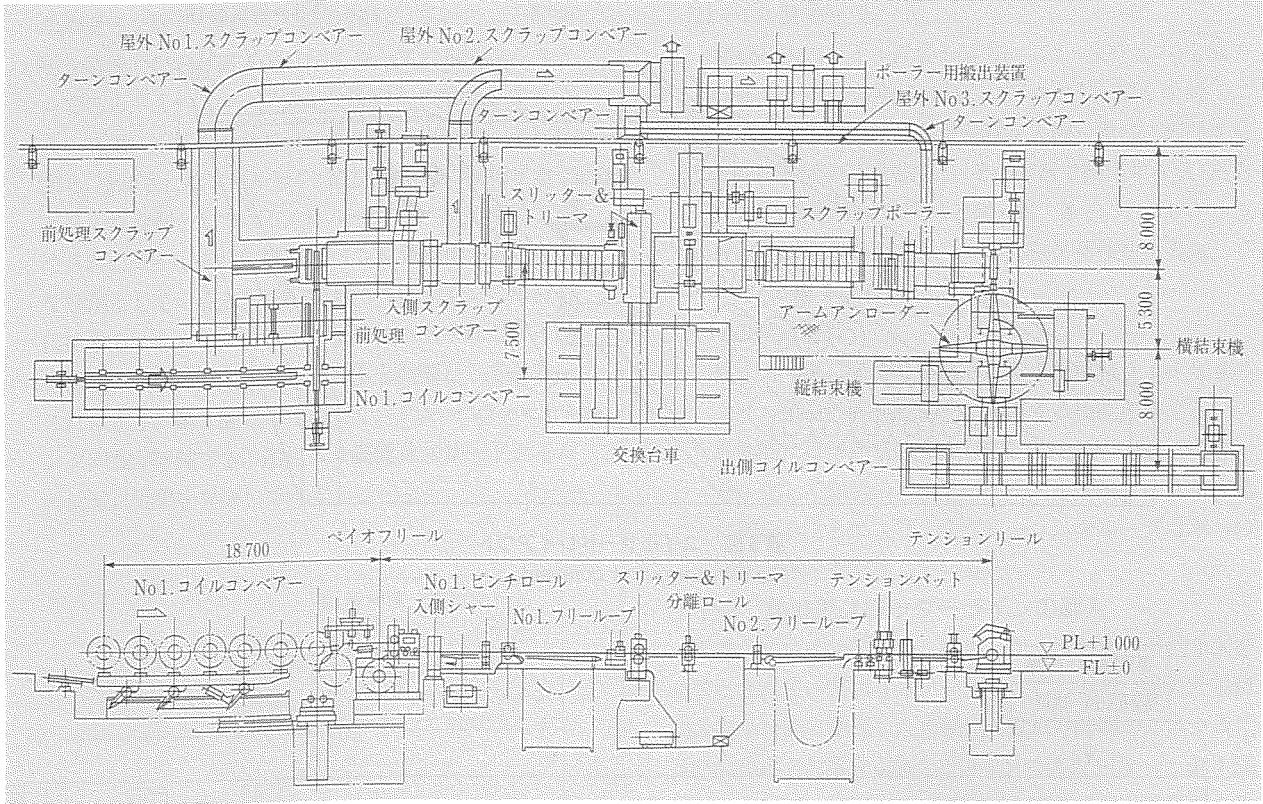 屋外No1.スクラップコンベアー
屋外No2.スクラップコンベアー
ターンコンベアー
ボーラー用搬出装置
屋外No3.スクラップコンベアー
ターンコンベアー
ターンコンベアー
スリッター&
トリーマ
スクラップボーラー
前処理スクラップ
コンベアー
8 000
入側スクラップ
コンベアー
前処理
7 500
アームアンローダー
5 300
横結束機
縦結束機
No1.コイルコンベアー
8 000
交換台車
出側コイルコンベアー
ペイオフリール
テンションリール
18 700
No1.コイルコンベアー
No1.ピンチロール
入側シャー
No1.フリーループ
スリッター&トリーマ
分離ロール
No2.フリーループ
テンションパット
PL+1 000
FL±0